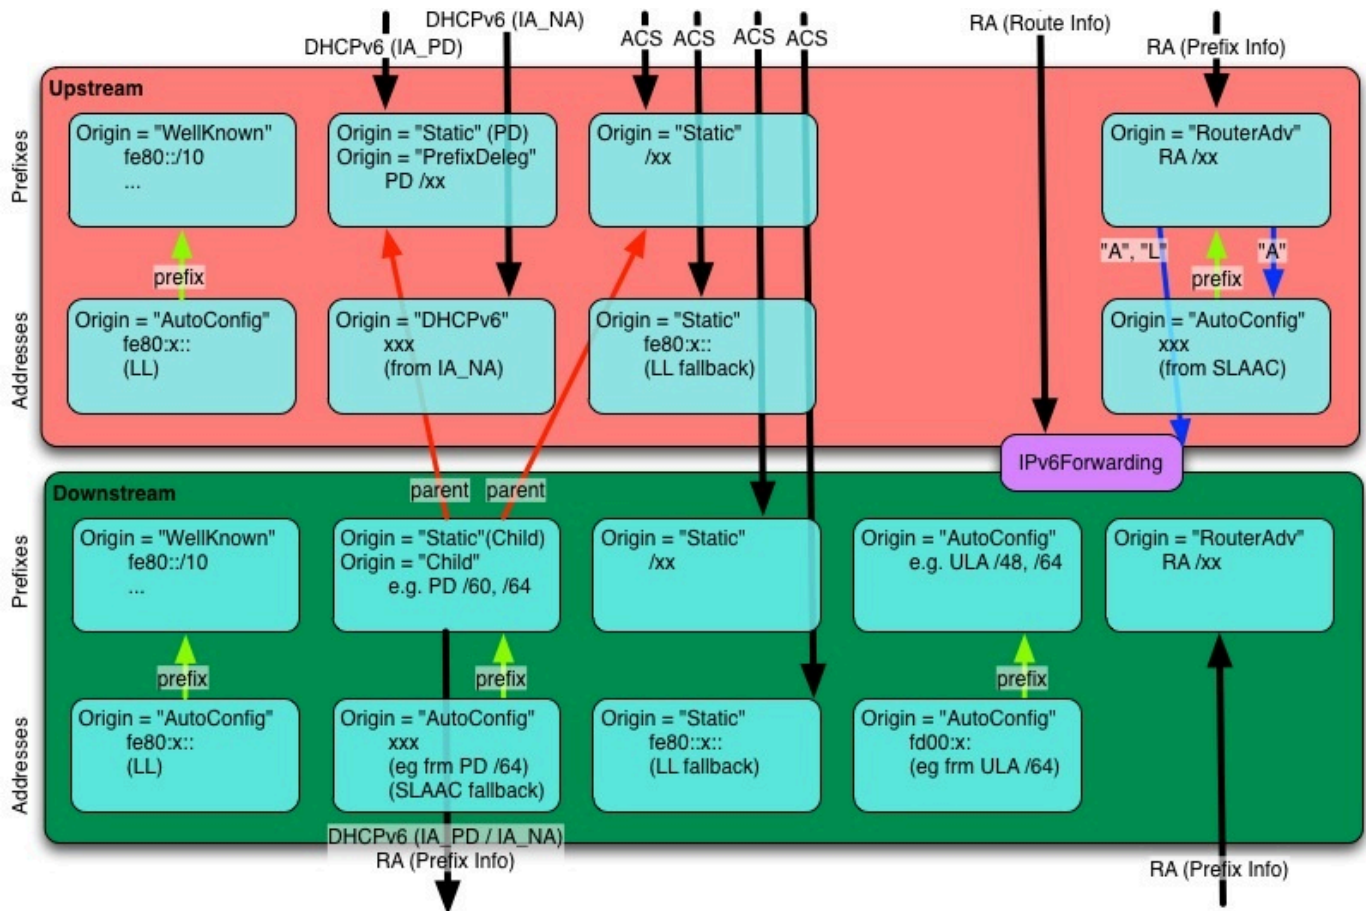 DHCPv6 (IA_NA)
DHCPv6 (IA_PD)
ACS
ACS
ACS
ACS
RA (Route Info)
RA (Prefix Info)
Upstream
Prefixes
Origin = "WellKnown"
fe80::/10
...
Origin = "Static" (PD)
Origin = "PrefixDeleg"
PD /xx
Origin = "Static"
/xx
Origin = "RouterAdv"
RA /xx
prefix
"A", "L"
prefix
"A"
Addresses
Origin = "AutoConfig"
fe80:x::
(LL)
Origin = "DHCPv6"
xxx
(from IA_NA)
Origin = "Static"
fe80:x::
(LL fallback)
Origin = "AutoConfig"
xxx
(from SLAAC)
IPv6Forwarding
parent
parent
Downstream
Prefixes
Origin = "WellKnown"
fe80::/10
...
Origin = "Static"(Child)
Origin = "Child"
e.g. PD /60, /64
Origin = "Static"
/xx
Origin = "AutoConfig"
e.g. ULA /48, /64
Origin = "RouterAdv"
RA /xx
prefix
prefix
prefix
Addresses
Origin = "AutoConfig"
fe80:x::
(LL)
Origin = "AutoConfig"
xxx
(eg frm PD /64)
(SLAAC fallback)
Origin = "Static"
fe80::x::
(LL fallback)
Origin = "AutoConfig"
fd00:x:
(eg frm ULA /64)
DHCPv6 (IA_PD / IA_NA)
RA (Prefix Info)
RA (Prefix Info)